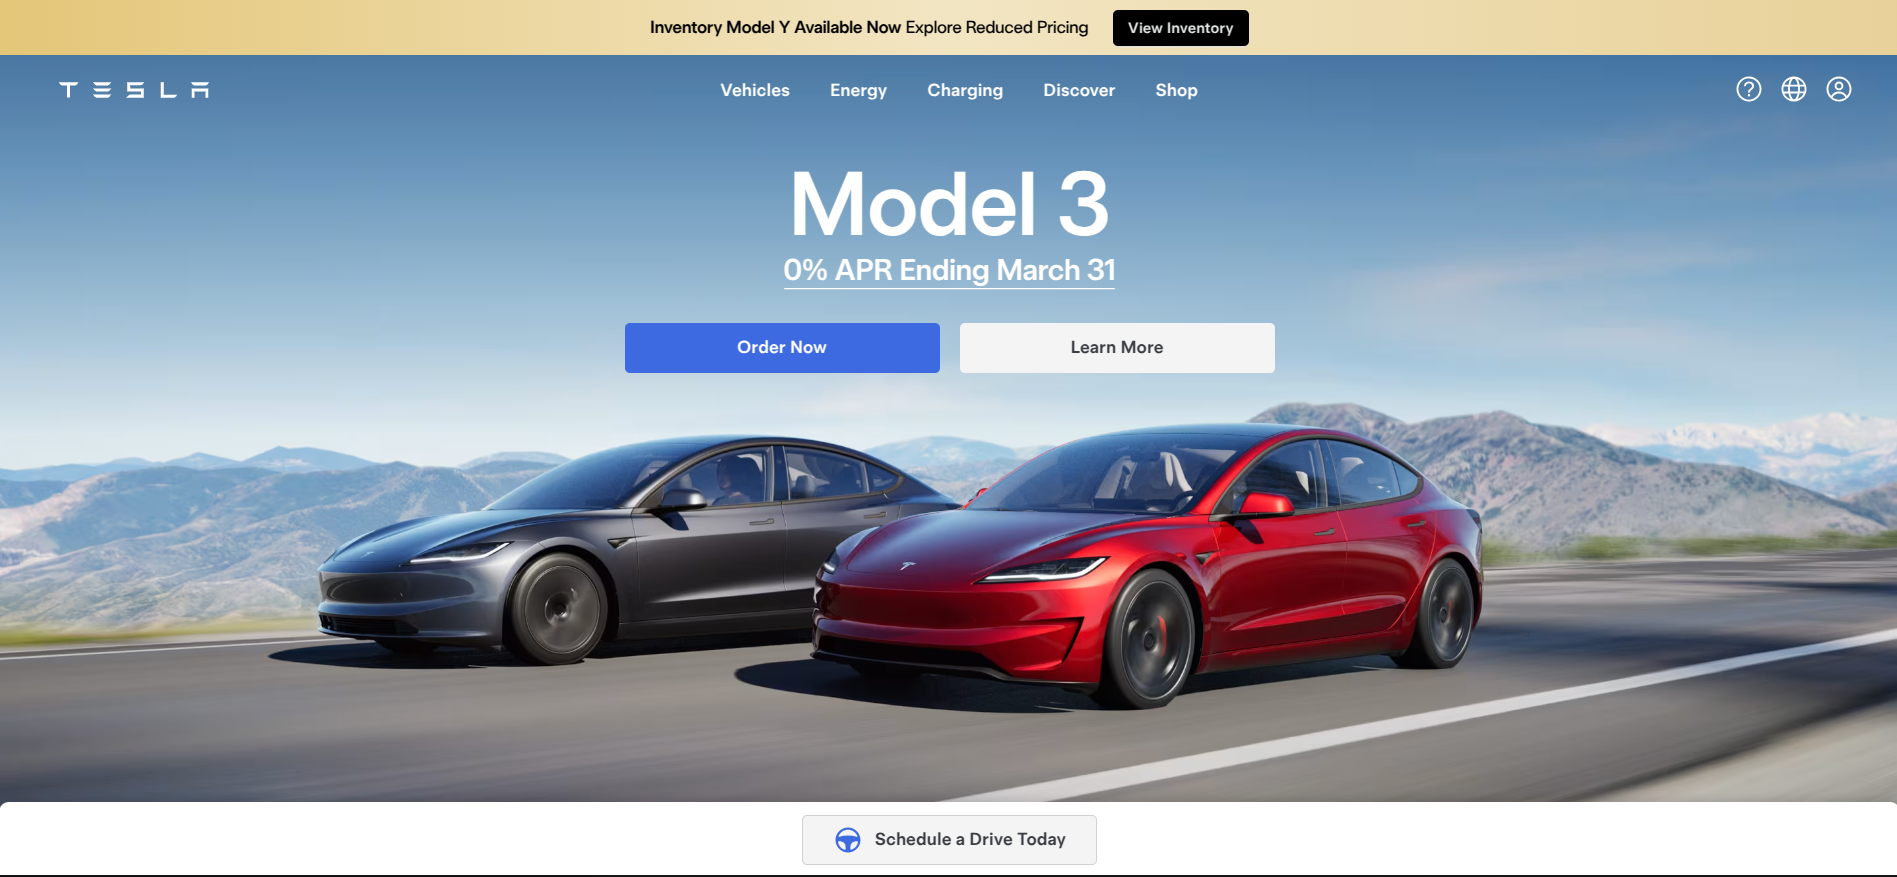 Inventory Model Y Available Now Explore Reduced Pricing
View Inventory
TESLA
Vehicles
Energy
Charging
Discover
Shop
Model 3
0% APR Ending March 31
Order Now
Learn More
Schedule a Drive Today